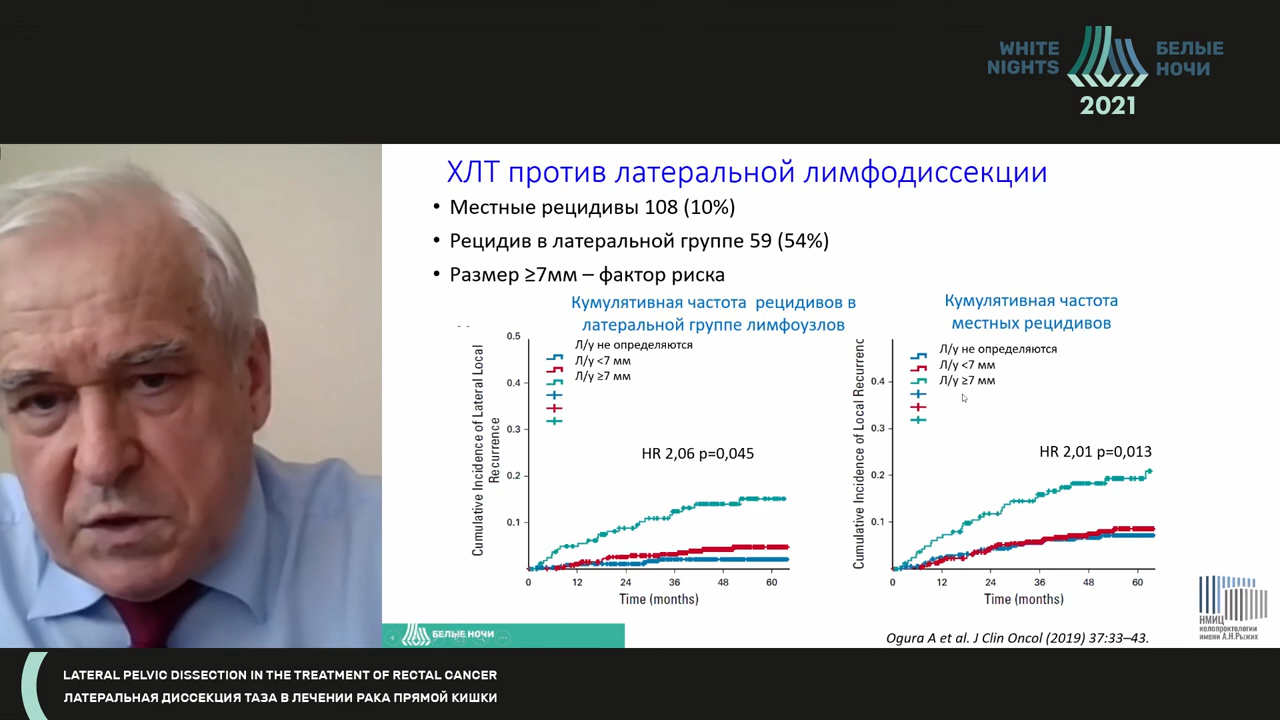 WHITE
NIGHTS
БЕЛЫЕ
НОЧИ
2021
ХЛТ против латеральной лимфодиссекции
• Местные рецидивы 108 (10%)
• Рецидив в латеральной группе 59 (54%)
• Размер ≥7мм – фактор риска
Кумулятивная частота рецидивов в
латеральной группе лимфоузлов
Cumulative Incidence of Lateral Local
Recurrence
0.5
0.4
0.3
0.2
0.1
Л/у не определяются
Л/у <7 мм
Л/у ≥7 мм
HR 2,06 p=0,045
0 12 24 36 48 60
Time (months)
Кумулятивная частота
местных рецидивов
Cumulative Incidence of Local Recurrenc
0.4
0.3
0.2
0.1
Л/у не определяются
Л/у <7 мм
Л/у ≥7 мм
HR 2,01 p=0,013
0 12 24 36 48 60
Time (months)
БЕЛЫЕ НОЧИ
Ogura A et al. J Clin Oncol (2019) 37:33–43.
НМИЦ
колопроктологии
имени А.Н.Рыжих
LATERAL PELVIC DISSECTION IN THE TREATMENT OF RECTAL CANCER
ЛАТЕРАЛЬНАЯ ДИССЕКЦИЯ ТАЗА В ЛЕЧЕНИИ РАКА ПРЯМОЙ КИШКИ